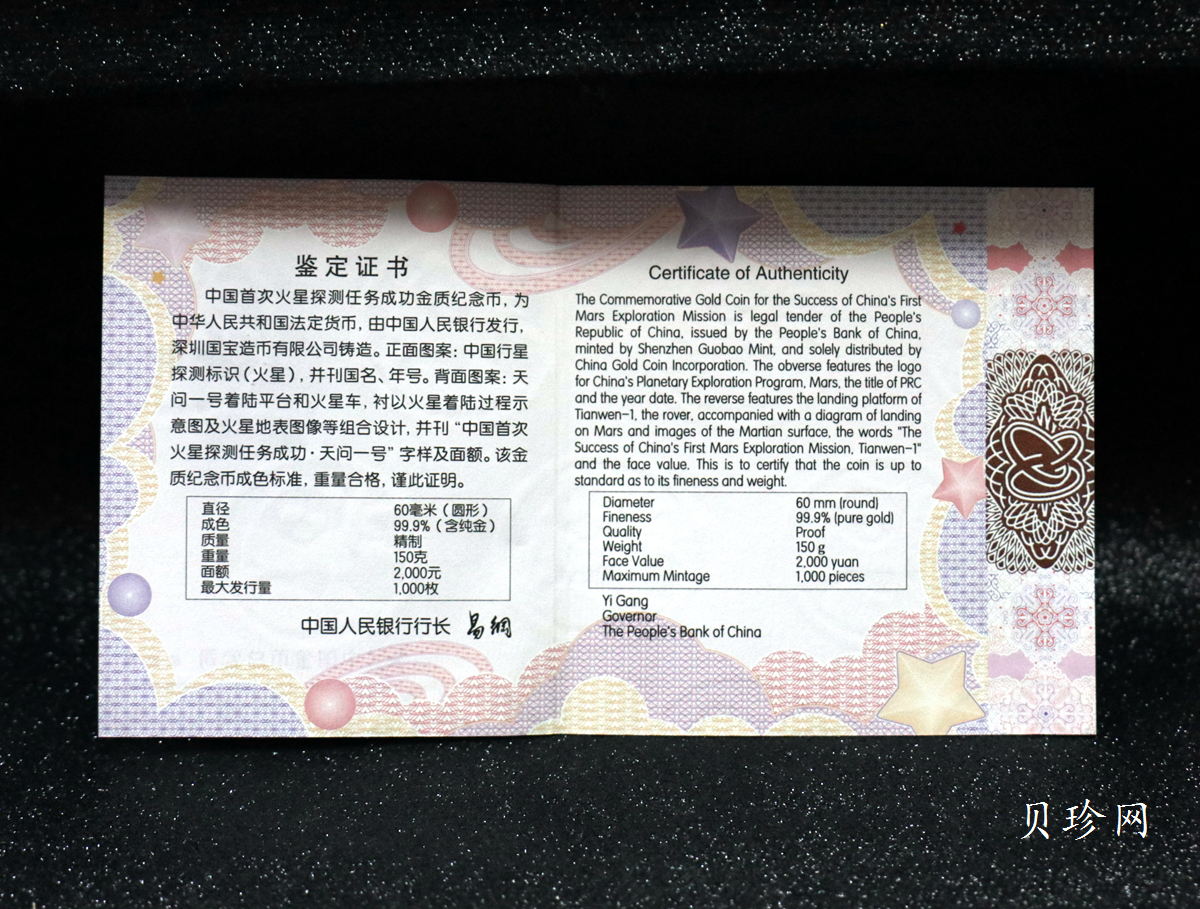 鉴定证书
中国首次火星探测任务成功金质纪念币，为
中华人民共和国法定货币，由中国人民银行发行，
深圳国宝造币有限公司铸造。正面图案：中国行星
探测标识（火星），并刊国名、年号。背面图案：天
问一号着陆平台和火星车，衬以火星着陆过程示
意图及火星地表图像等组合设计，并刊“中国首次
火星探测任务成功·天问一号”字样及面额。该金
质纪念币成色标准，重量合格，谨此证明。
直径 60毫米（圆形）
成色 99.9%（含纯金）
质量 精制
重量 150克
面额 2,000元
最大发行量 1,000枚
中国人民银行行长 易纲
Certificate of Authenticity
The Commemorative Gold Coin for the Success of China's First
Mars Exploration Mission is legal tender of the People's
Republic of China, issued by the People's Bank of China,
minted by Shenzhen Guobao Mint, and solely distributed by
China Gold Coin Incorporation. The obverse features the logo
for China's Planetary Exploration Program, Mars, the title of PRC
and the year date. The reverse features the landing platform of
Tianwen-1, the rover, accompanied with a diagram of landing
on Mars and images of the Martian surface, the words "The
Success of China's First Mars Exploration Mission, Tianwen-1"
and the face value. This is to certify that the coin is up to
standard as to its fineness and weight.
Diameter 60 mm (round)
Fineness 99.9% (pure gold)
Quality Proof
Weight 150 g
Face Value 2,000 yuan
Maximum Mintage 1,000 pieces
Yi Gang
Governor
The People's Bank of China
贝珍网